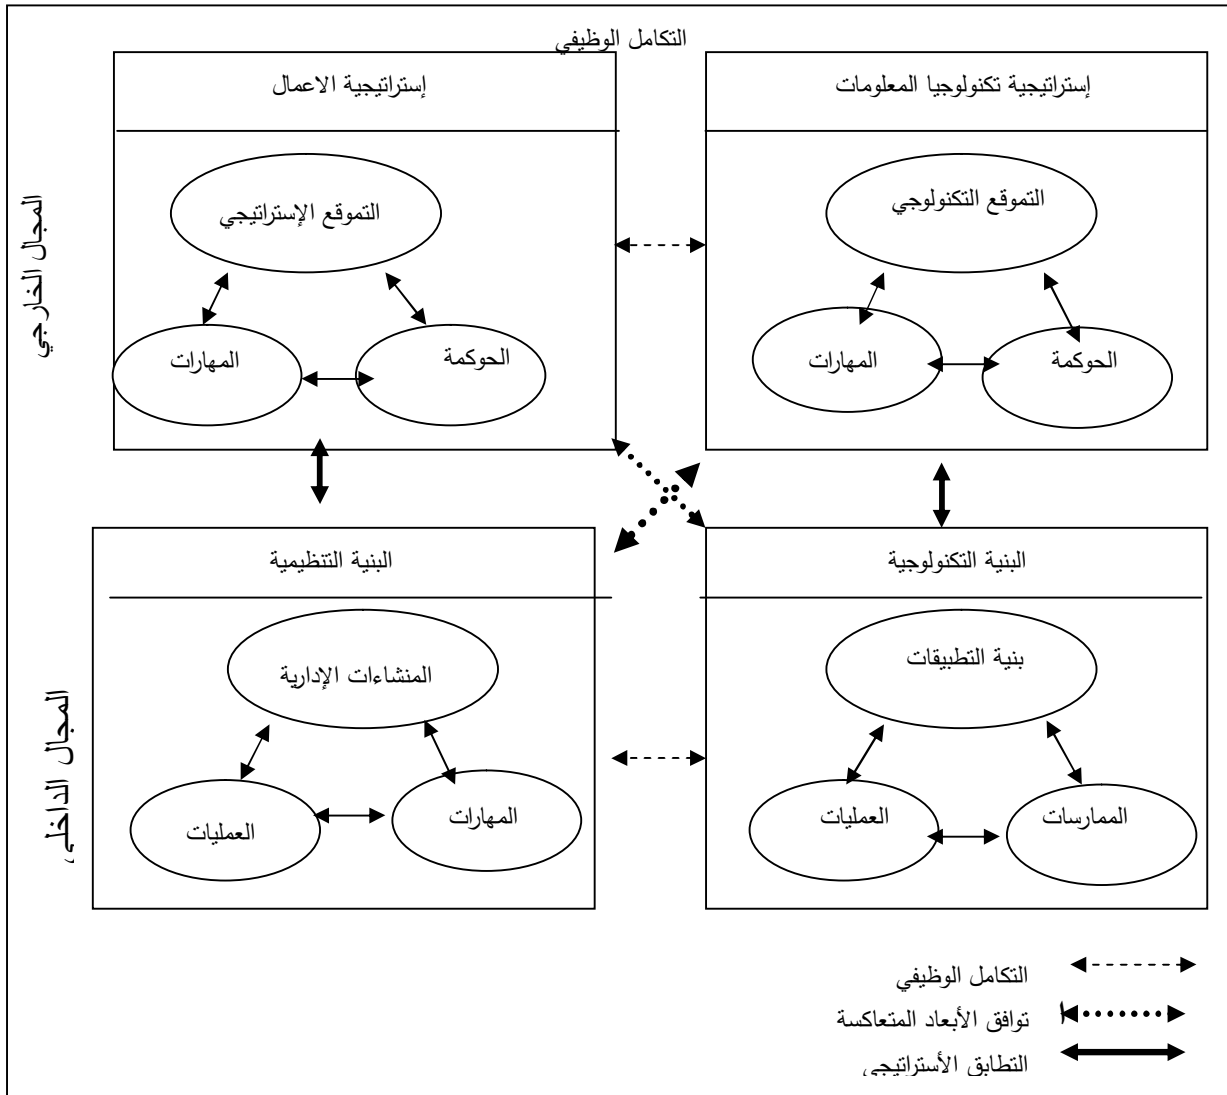 التكامل الوظيفي
إستراتيجية تكنولوجيا المعلومات
إستراتيجية الاعمال
التموقع التكنولوجي
التموقع الإستراتيجي
المجال الخارجي
الحوكمة
المهارات
الحوكمة
المهارات
البنية التكنولوجية
البنية التنظيمية
بنية التطبيقات
المنشاءات الإدارية
المجال الداخلي
الممارسات
العمليات
المهارات
العمليات
التكامل الوظيفي
توافق الأبعاد المتعاكسة
التطابق الأستراتيجي